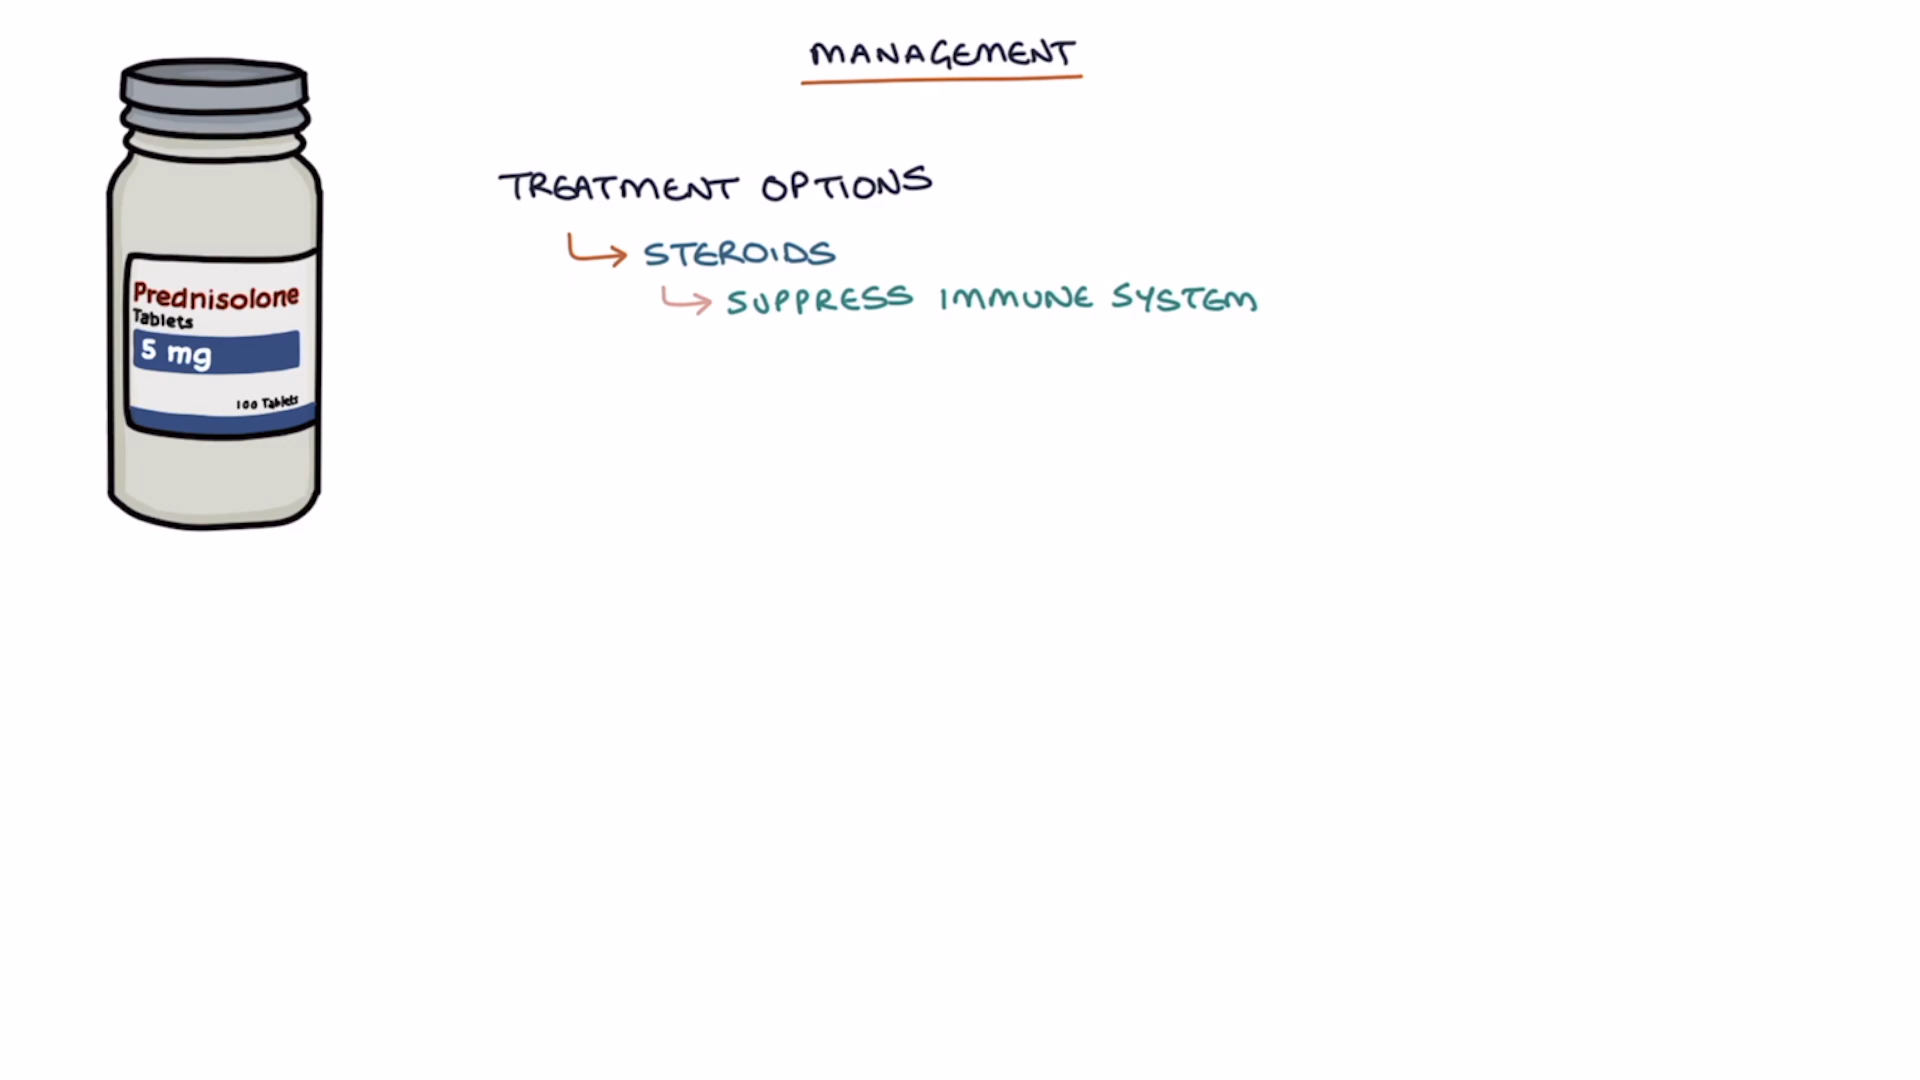 MANAGEMENT
TREATMENT OPTIONS
STEROIDS
SUPPRESS IMMUNE SYSTEM
Prednisolone
Tablets
5 mg
100 Tablets